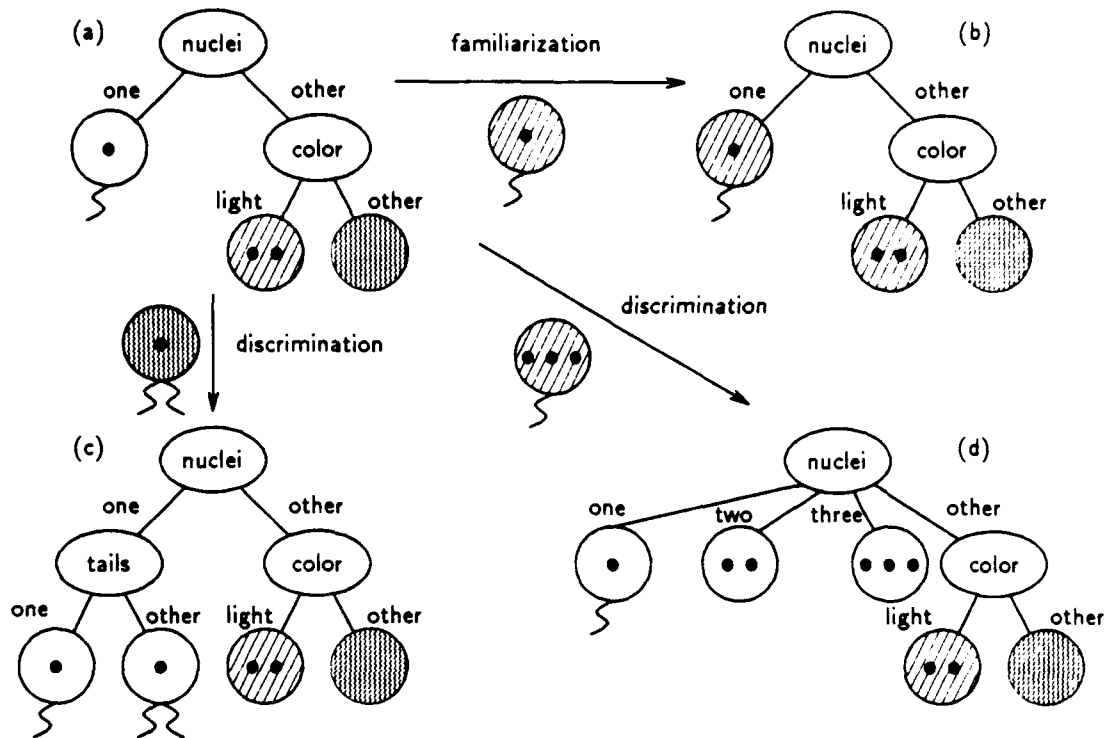 (a)
nuclei
one
other
color
light
other
familiarization
(b)
nuclei
one
other
color
light
other
discrimination
discrimination
(c)
nuclei
one
other
tails
color
one
other
light
other
(d)
nuclei
one
two
three
other
color
light
other